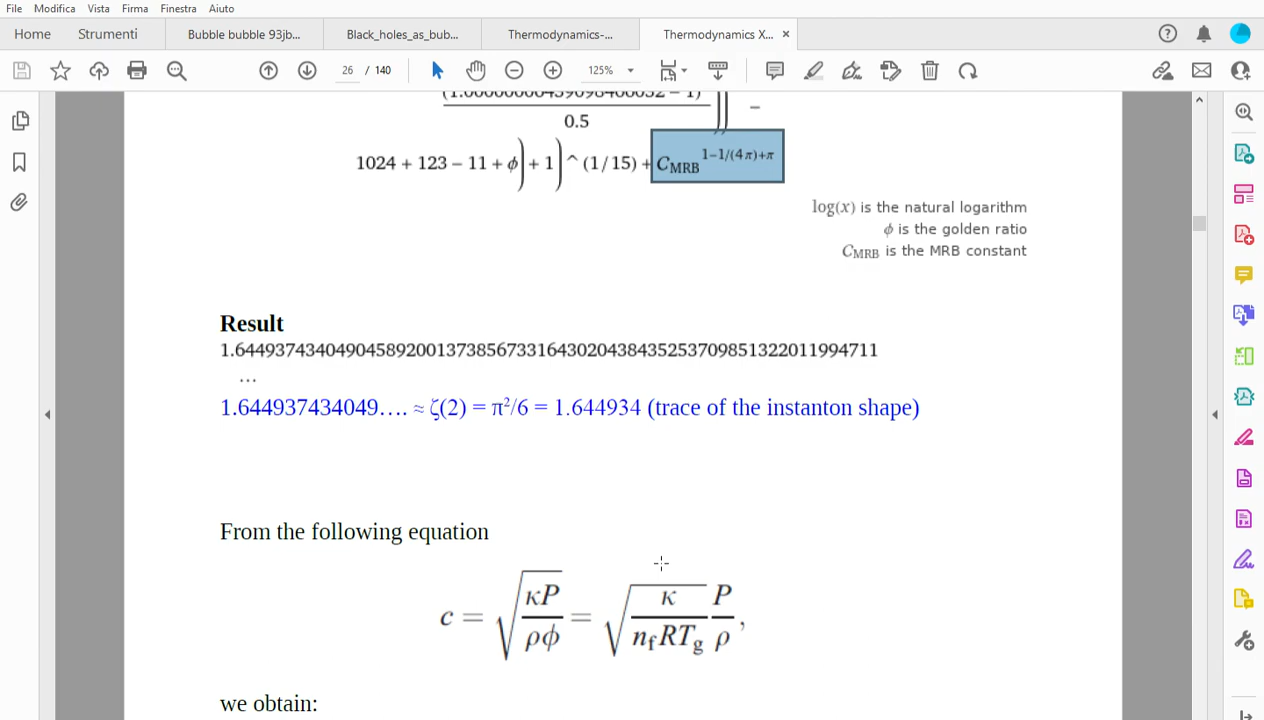 File Modifica Vista Firma Finestra Aiuto
Home Strumenti Bubble bubble 93jb... Black_holes_as_bub... Thermodynamics-... Thermodynamics X... ×
26 / 140 125%
0.5
1024 + 123 − 11 + ϕ) + 1) ^ (1/15) + C_MRB^(1−1/(4π)+π)
log(x) is the natural logarithm
ϕ is the golden ratio
C_MRB is the MRB constant
Result
1.6449374340490458920013738567331643020438435253709851322011994711
...
1.644937434049.... ≈ ζ(2) = π²/6 = 1.644934 (trace of the instanton shape)
From the following equation
c = √(κP/ρϕ) = √(κ/n_f RT_g) P/ρ,
we obtain: